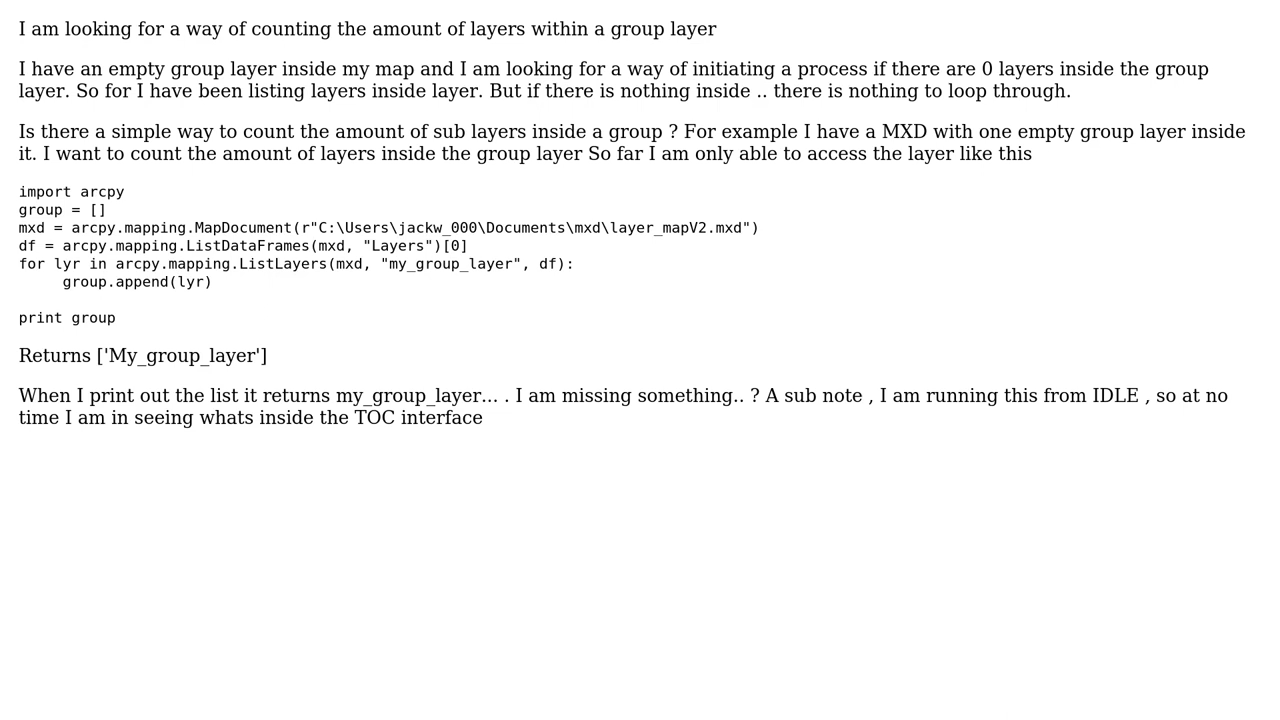 I am looking for a way of counting the amount of layers within a group layer
I have an empty group layer inside my map and I am looking for a way of initiating a process if there are 0 layers inside the group
layer. So for I have been listing layers inside layer. But if there is nothing inside .. there is nothing to loop through.
Is there a simple way to count the amount of sub layers inside a group ? For example I have a MXD with one empty group layer inside
it. I want to count the amount of layers inside the group layer So far I am only able to access the layer like this
import arcpy
group = []
mxd = arcpy.mapping.MapDocument(r"C:\Users\jackw_000\Documents\mxd\layer_mapV2.mxd")
df = arcpy.mapping.ListDataFrames(mxd, "Layers")[0]
for lyr in arcpy.mapping.ListLayers(mxd, "my_group_layer", df):
     group.append(lyr)
print group
Returns ['My_group_layer']
When I print out the list it returns my_group_layer... . I am missing something.. ? A sub note , I am running this from IDLE , so at no
time I am in seeing whats inside the TOC interface